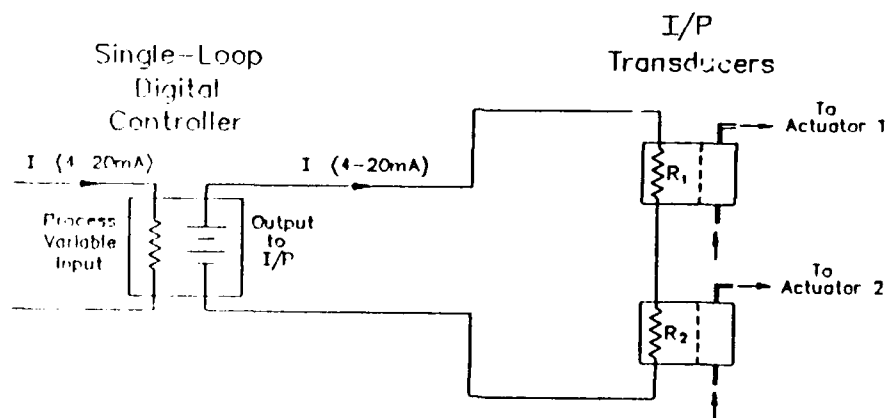 Single-Loop
Digital
Controller
I/P
Transducers
I (4-20mA)
I (4-20mA)
Process
Variable
Input
Output
to
I/P
R1
To
Actuator 1
R2
To
Actuator 2